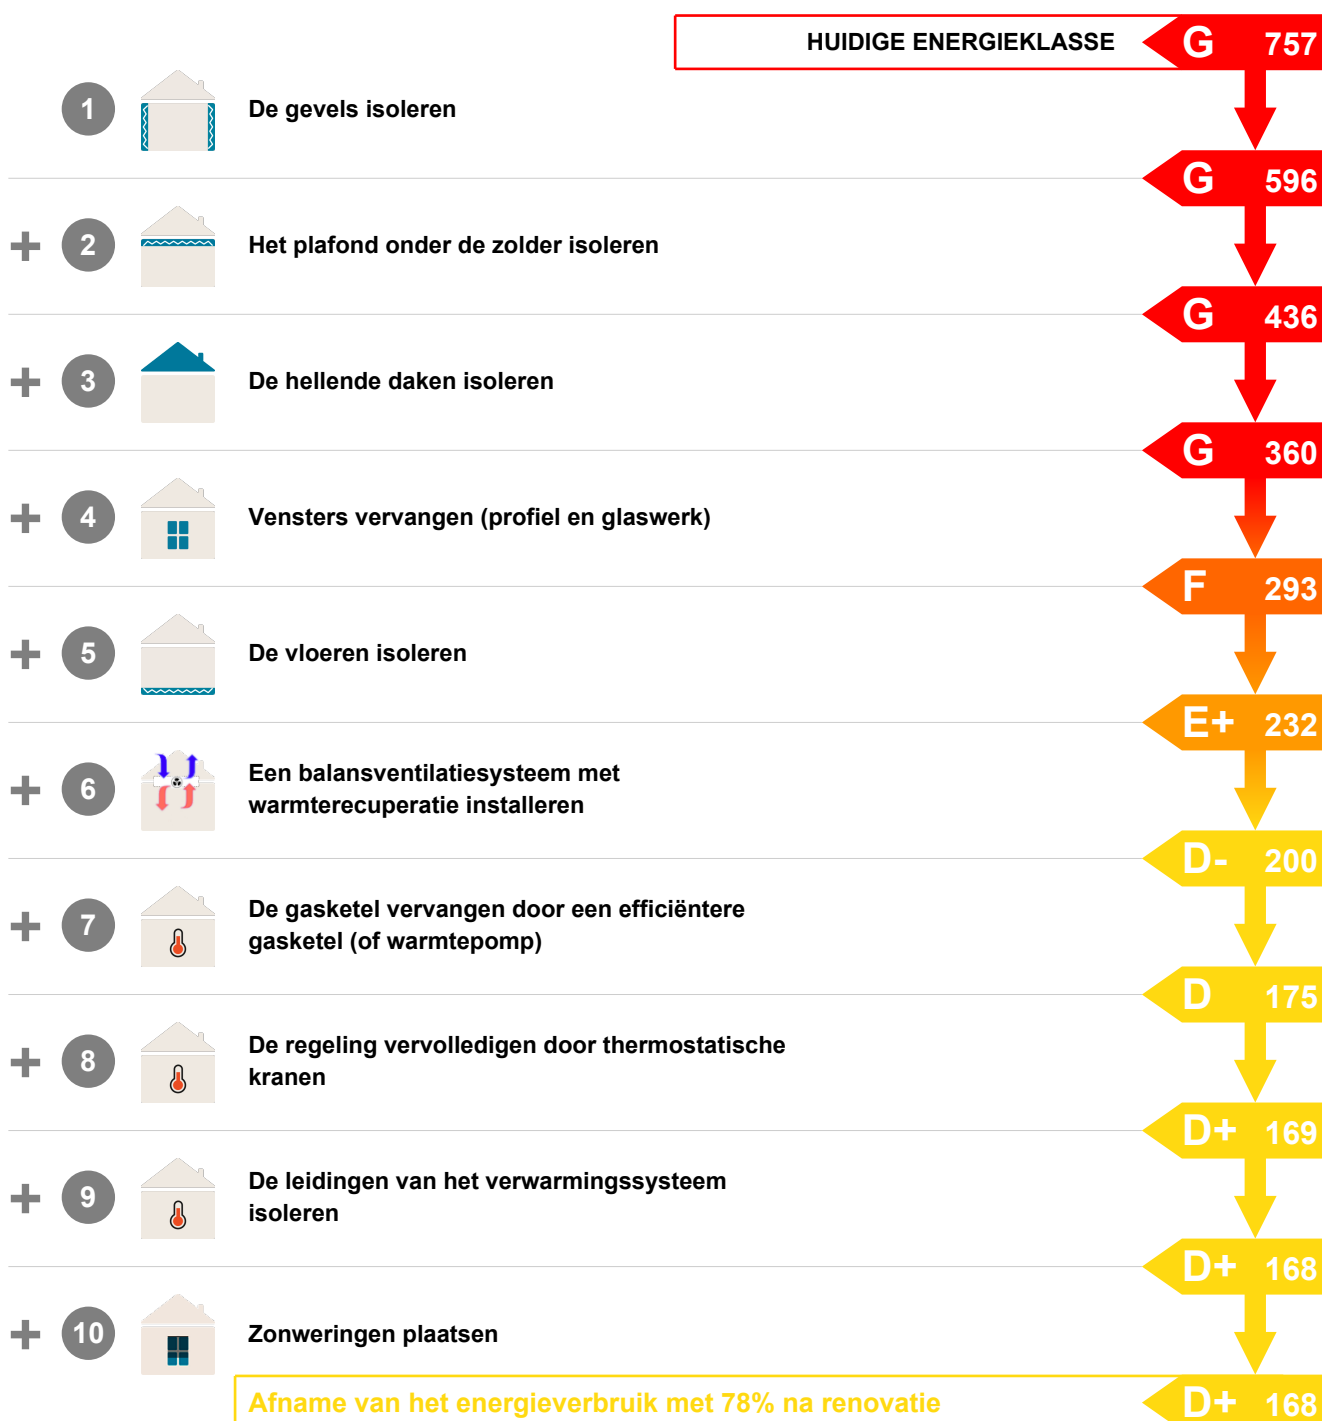 HUIDIGE ENERGIEKLASSE G 757
1 De gevels isoleren
G 596
+ 2 Het plafond onder de zolder isoleren
G 436
+ 3 De hellende daken isoleren
G 360
+ 4 Vensters vervangen (profiel en glaswerk)
F 293
+ 5 De vloeren isoleren
E+ 232
+ 6 Een balansventilatiesysteem met
warmterecuperatie installeren
D- 200
+ 7 De gasketel vervangen door een efficiëntere
gasketel (of warmtepomp)
D 175
+ 8 De regeling vervolledigen door thermostatische
kranen
D+ 169
+ 9 De leidingen van het verwarmingssysteem
isoleren
D+ 168
+ 10 Zonweringen plaatsen
Afname van het energieverbruik met 78% na renovatie D+ 168